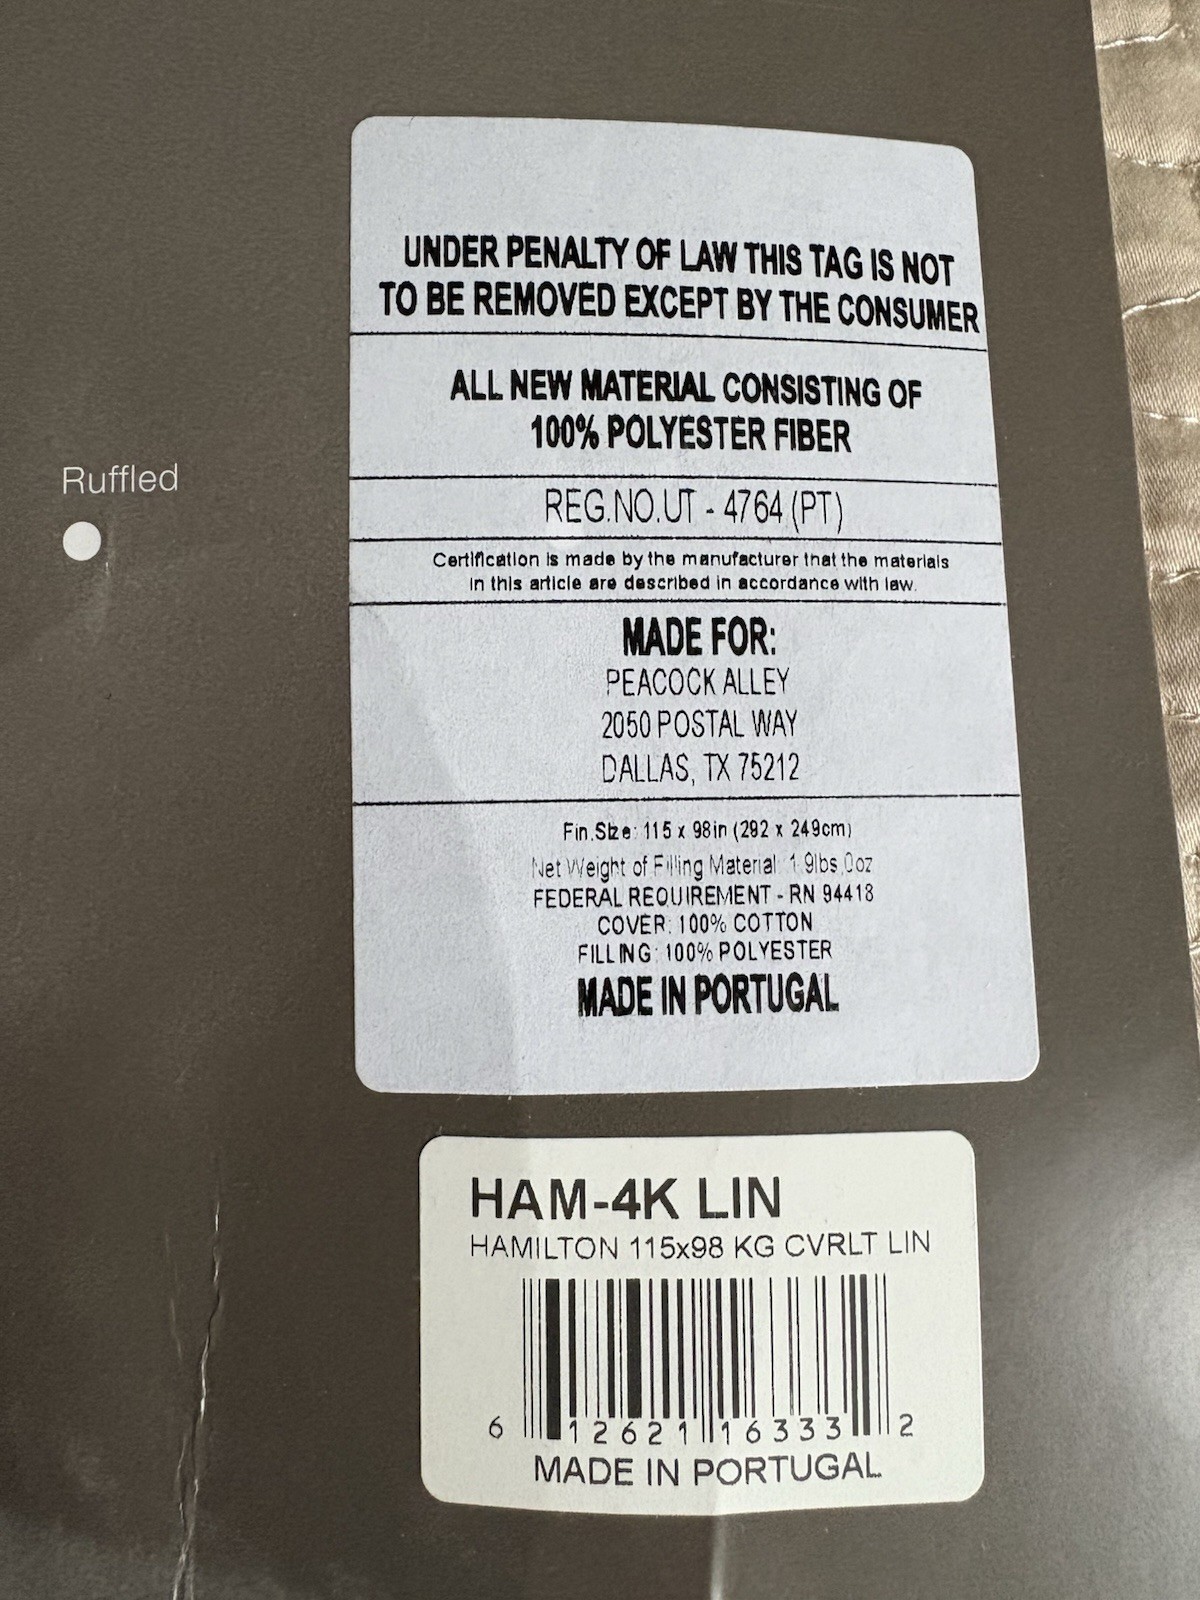 UNDER PENALTY OF LAW THIS TAG IS NOT
TO BE REMOVED EXCEPT BY THE CONSUMER
ALL NEW MATERIAL CONSISTING OF
100% POLYESTER FIBER
Ruffled
REG.NO.UT - 4764 (PT)
Certification is made by the manufacturer that the materials
in this article are described in accordance with law.
MADE FOR:
PEACOCK ALLEY
2050 POSTAL WAY
DALLAS, TX 75212
Fin.Size: 115 x 98in (292 x 249cm)
Net Weight of Filling Material: 1.9lbs,0oz
FEDERAL REQUIREMENT - RN 94413
COVER: 100% COTTON
FILLING: 100% POLYESTER
MADE IN PORTUGAL
HAM-4K LIN
HAMILTON 115x98 KG CVRLT LIN
6 12621 16333 2
MADE IN PORTUGAL